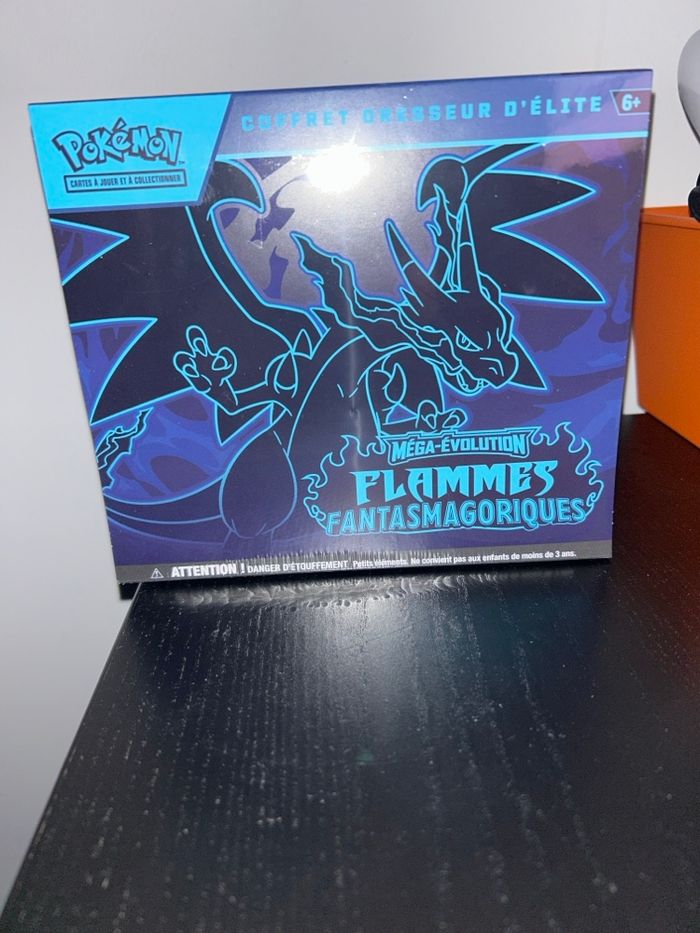 POKÉMON
CARTES À JOUER ET À COLLECTIONNER
COFFRET DRESSEUR D'ÉLITE
6+
MÉGA-ÉVOLUTION
FLAMMES
FANTASMAGORIQUES
ATTENTION ! DANGER D'ÉTOUFFEMENT Petits éléments. Ne convient pas aux enfants de moins de 3 ans.